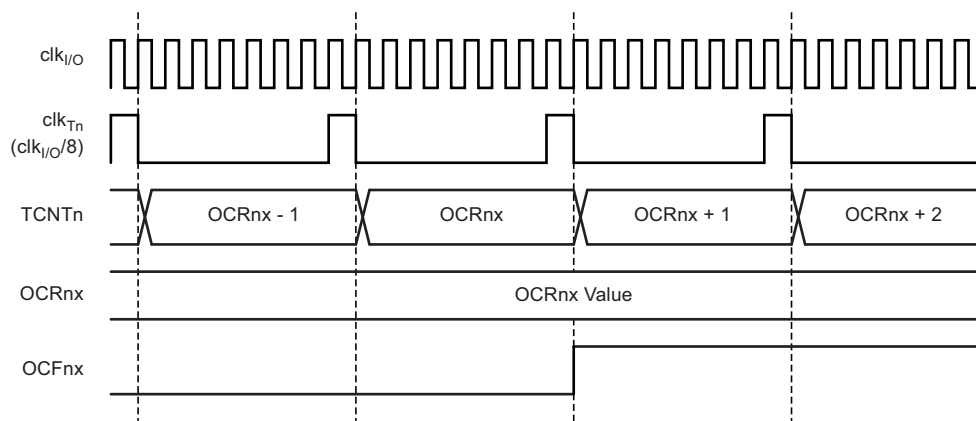 clkI/O
clkTn
(clkI/O/8)
TCNTn OCRnx - 1 OCRnx OCRnx + 1 OCRnx + 2
OCRnx OCRnx Value
OCFnx